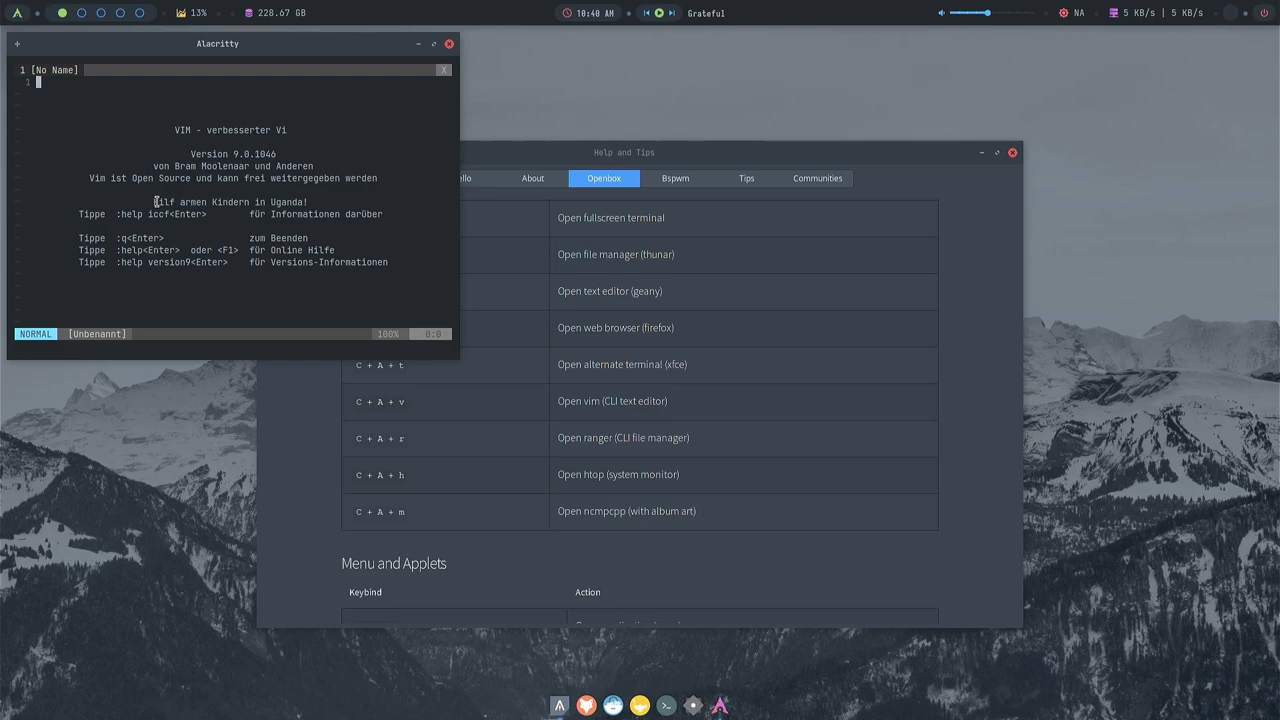 13%
228.67 GB
10:40 AM
Grateful
NA
5 KB/s | 5 KB/s
Alacritty
1 [No Name]
X
1
VIM - verbesserter Vi
Version 9.0.1046
von Bram Moolenaar und Anderen
Vim ist Open Source und kann frei weitergegeben werden
Hilf armen Kindern in Uganda!
Tippe :help iccf<Enter> für Informationen darüber
Tippe :q<Enter> zum Beenden
Tippe :help<Enter> oder <F1> für Online Hilfe
Tippe :help version9<Enter> für Versions-Informationen
NORMAL [Unbenannt] 100% 0:0
Help and Tips
About
Openbox
Bspwm
Tips
Communities
Open fullscreen terminal
Open file manager (thunar)
Open text editor (geany)
Open web browser (firefox)
C + A + t Open alternate terminal (xfce)
C + A + v Open vim (CLI text editor)
C + A + r Open ranger (CLI file manager)
C + A + h Open htop (system monitor)
C + A + m Open ncmpcpp (with album art)
Menu and Applets
Keybind Action